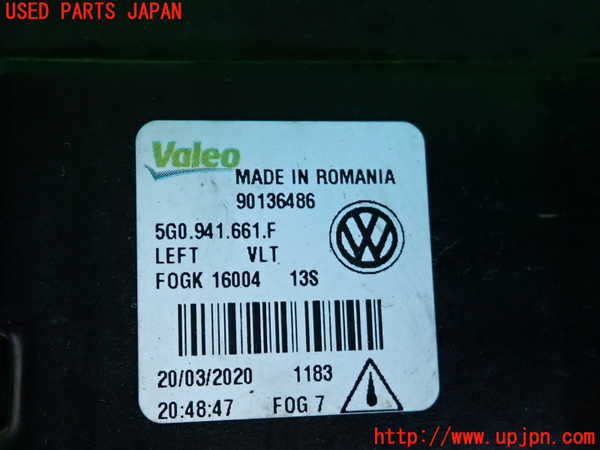 USED PARTS JAPAN
Valeo
MADE IN ROMANIA
90136486
5G0.941.661.F
LEFT VLT
FOGK 16004 13S
20/03/2020 1183
20:48:47 FOG 7
http://www.upjpn.com/